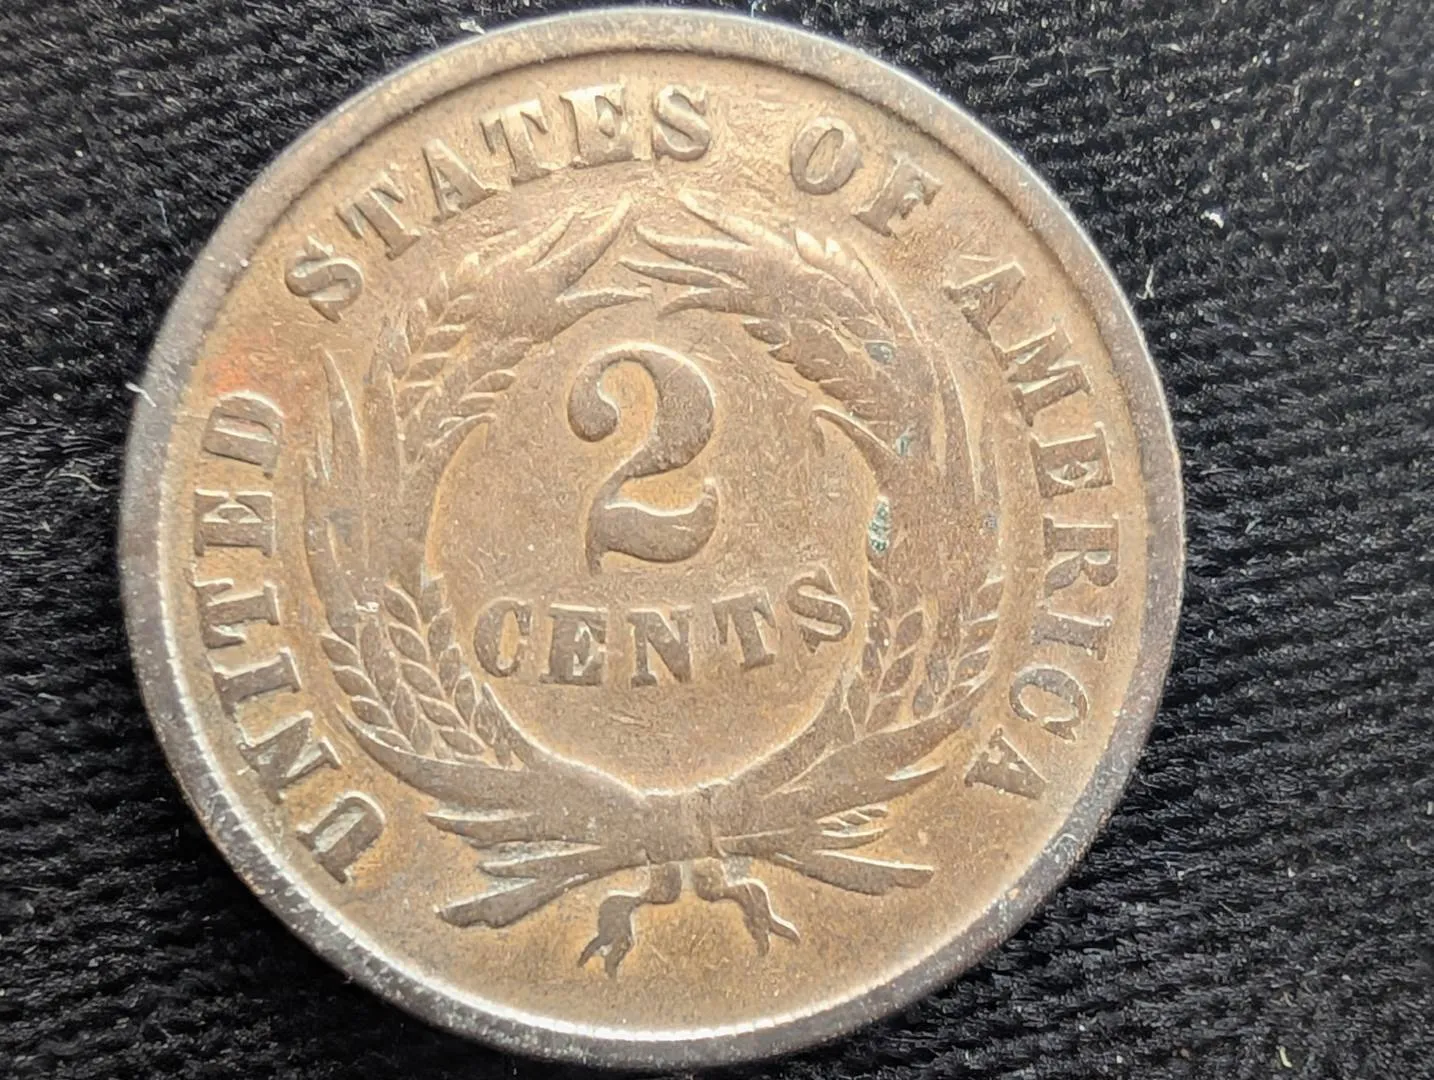 UNITED STATES OF AMERICA
2
CENTS